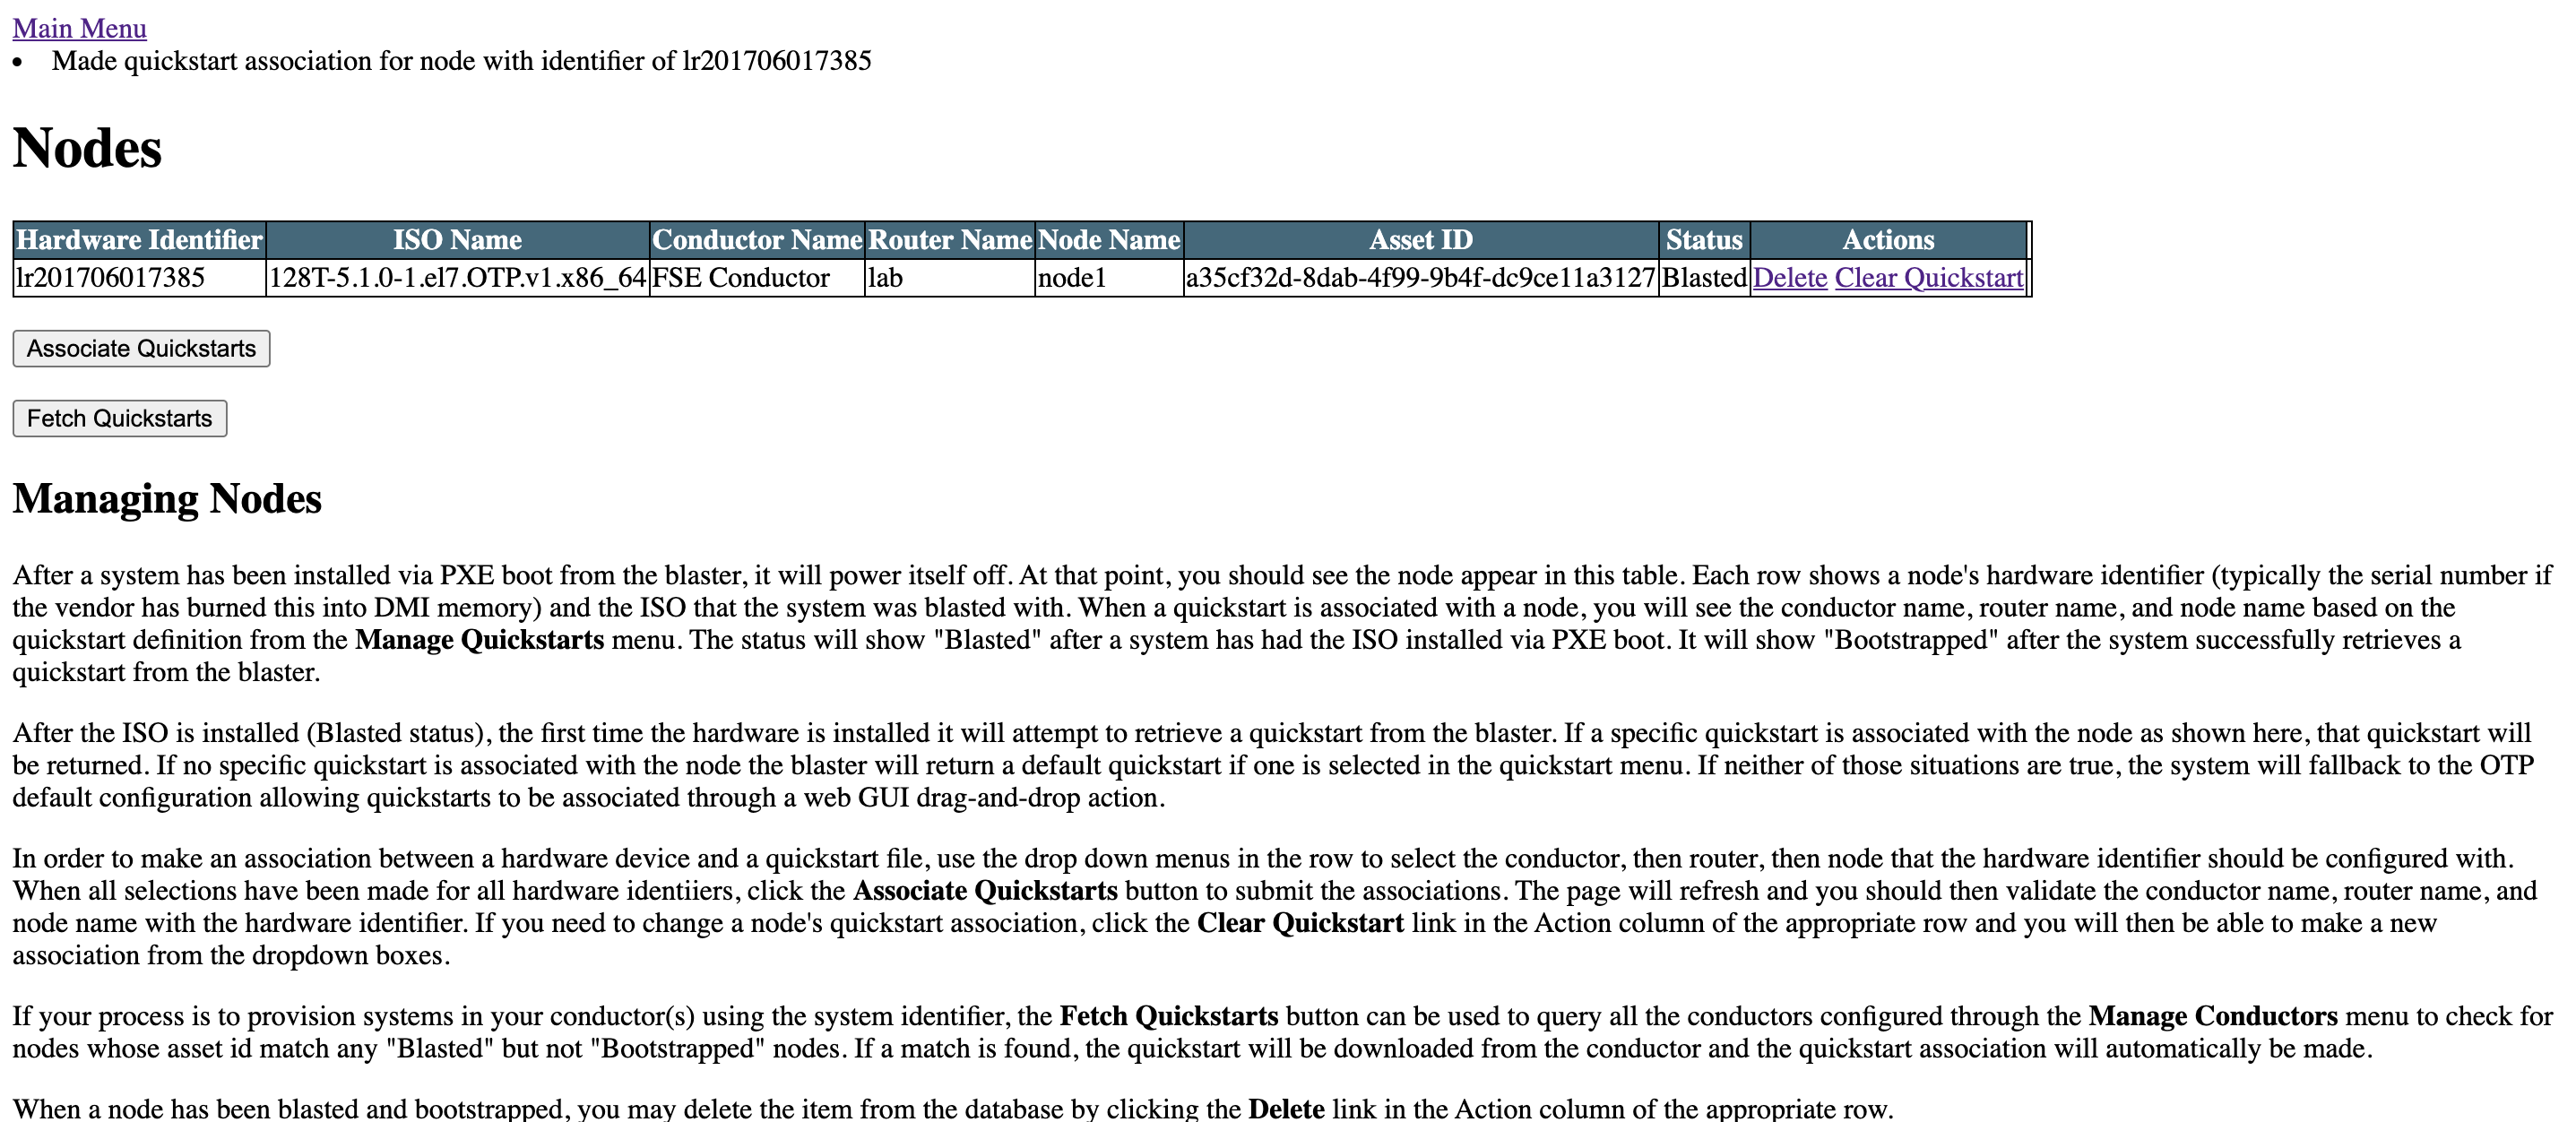 Main Menu
• Made quickstart association for node with identifier of lr201706017385
Nodes
Hardware Identifier ISO Name Conductor Name Router Name Node Name Asset ID Status Actions
lr201706017385 128T-5.1.0-1.el7.OTP.v1.x86_64 FSE Conductor lab node1 a35cf32d-8dab-4f99-9b4f-dc9ce11a3127 Blasted Delete Clear Quickstart
Associate Quickstarts
Fetch Quickstarts
Managing Nodes
After a system has been installed via PXE boot from the blaster, it will power itself off. At that point, you should see the node appear in this table. Each row shows a node's hardware identifier (typically the serial number if
the vendor has burned this into DMI memory) and the ISO that the system was blasted with. When a quickstart is associated with a node, you will see the conductor name, router name, and node name based on the
quickstart definition from the Manage Quickstarts menu. The status will show "Blasted" after a system has had the ISO installed via PXE boot. It will show "Bootstrapped" after the system successfully retrieves a
quickstart from the blaster.
After the ISO is installed (Blasted status), the first time the hardware is installed it will attempt to retrieve a quickstart from the blaster. If a specific quickstart is associated with the node as shown here, that quickstart will
be returned. If no specific quickstart is associated with the node the blaster will return a default quickstart if one is selected in the quickstart menu. If neither of those situations are true, the system will fallback to the OTP
default configuration allowing quickstarts to be associated through a web GUI drag-and-drop action.
In order to make an association between a hardware device and a quickstart file, use the drop down menus in the row to select the conductor, then router, then node that the hardware identifier should be configured with.
When all selections have been made for all hardware identiiers, click the Associate Quickstarts button to submit the associations. The page will refresh and you should then validate the conductor name, router name, and
node name with the hardware identifier. If you need to change a node's quickstart association, click the Clear Quickstart link in the Action column of the appropriate row and you will then be able to make a new
association from the dropdown boxes.
If your process is to provision systems in your conductor(s) using the system identifier, the Fetch Quickstarts button can be used to query all the conductors configured through the Manage Conductors menu to check for
nodes whose asset id match any "Blasted" but not "Bootstrapped" nodes. If a match is found, the quickstart will be downloaded from the conductor and the quickstart association will automatically be made.
When a node has been blasted and bootstrapped, you may delete the item from the database by clicking the Delete link in the Action column of the appropriate row.